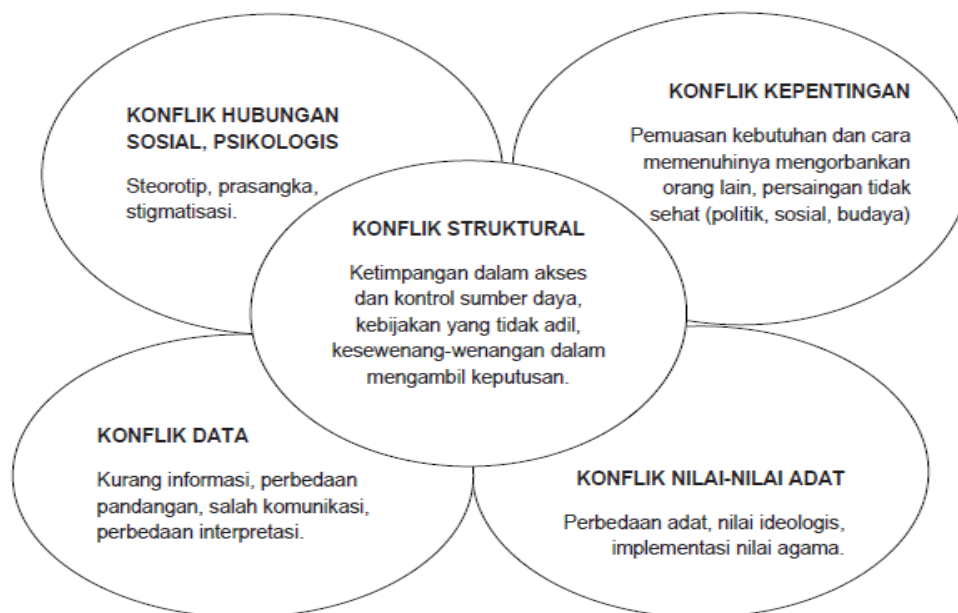 KONFLIK HUBUNGAN
SOSIAL, PSIKOLOGIS
Steorotip, prasangka,
stigmatisasi.
KONFLIK KEPENTINGAN
Pemuasan kebutuhan dan cara
memenuhinya mengorbankan
orang lain, persaingan tidak
sehat (politik, sosial, budaya)
KONFLIK STRUKTURAL
Ketimpangan dalam akses
dan kontrol sumber daya,
kebijakan yang tidak adil,
kesewenang-wenangan dalam
mengambil keputusan.
KONFLIK DATA
Kurang informasi, perbedaan
pandangan, salah komunikasi,
perbedaan interpretasi.
KONFLIK NILAI-NILAI ADAT
Perbedaan adat, nilai ideologis,
implementasi nilai agama.